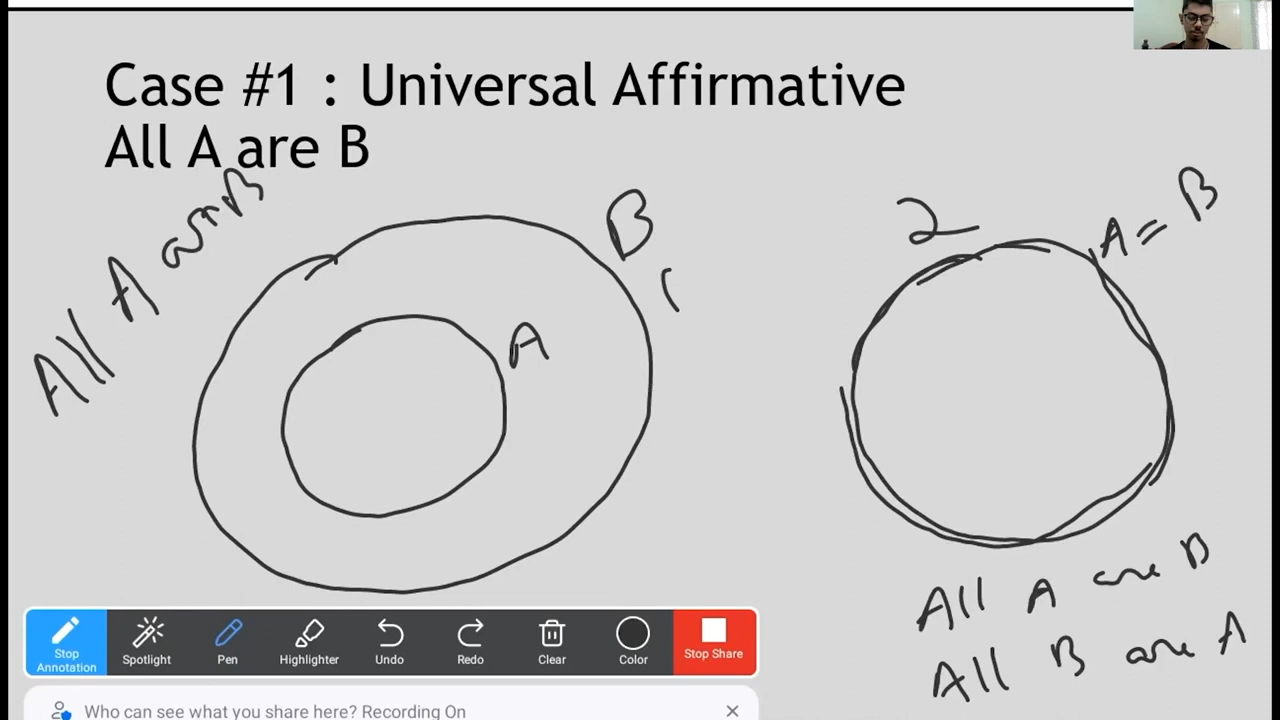 Case #1 : Universal Affirmative
All A are B
All A are B
B
A
2
A = B
All A are B
All B are A
Stop Annotation
Spotlight
Pen
Highlighter
Undo
Redo
Clear
Color
Stop Share
Who can see what you share here? Recording On